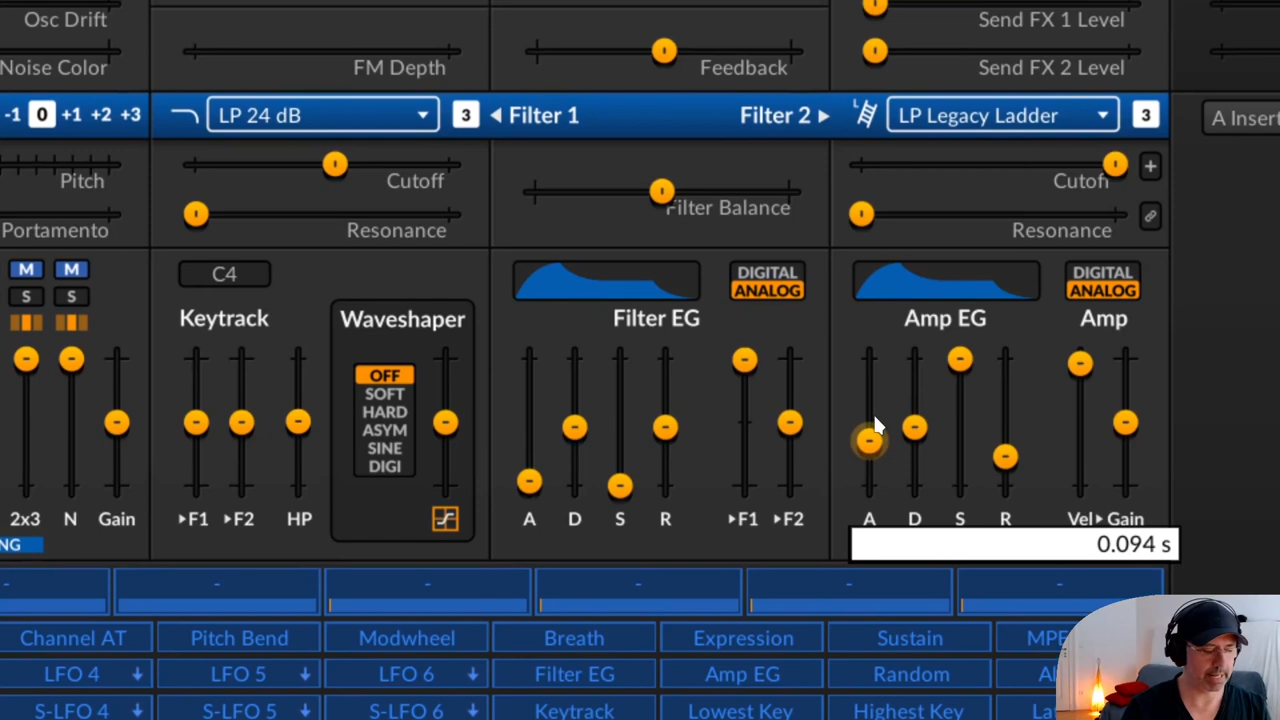 Osc Drift
Send FX 1 Level
Noise Color
FM Depth
Feedback
Send FX 2 Level
-1 0 +1 +2 +3
LP 24 dB
3
Filter 1
Filter 2
LP Legacy Ladder
3
A Insert
Pitch
Cutoff
Filter Balance
Cutoff
+
Portamento
Resonance
Resonance
M M
S S
C4
Keytrack
Waveshaper
OFF
SOFT
HARD
ASYM
SINE
DIGI
DIGITAL
ANALOG
Filter EG
DIGITAL
ANALOG
Amp EG
Amp
2x3 N Gain
F1 F2 HP
A D S R
F1 F2
A D S R
Vel Gain
NG
0.094 s
- - - - - -
Channel AT
Pitch Bend
Modwheel
Breath
Expression
Sustain
MPE
LFO 4
LFO 5
LFO 6
Filter EG
Amp EG
Random
S-LFO 4
S-LFO 5
S-LFO 6
Keytrack
Lowest Key
Highest Key